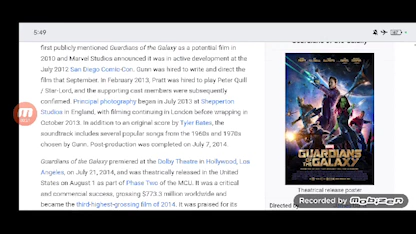 5:49
first publicly mentioned Guardians of the Galaxy as a potential film in
2010 and Marvel Studios announced it was in active development at the
July 2012 San Diego Comic-Con. Gunn was hired to write and direct the
film that September. In February 2013, Pratt was hired to play Peter Quill
/ Star-Lord, and the supporting cast members were subsequently
confirmed. Principal photography began in July 2013 at Shepperton
Studios in England, with filming continuing in London before wrapping in
October 2013. In addition to an original score by Tyler Bates, the
soundtrack includes several popular songs from the 1960s and 1970s
chosen by Gunn. Post-production was completed on July 7, 2014.
Guardians of the Galaxy premiered at the Dolby Theatre in Hollywood, Los
Angeles, on July 21, 2014, and was theatrically released in the United
States on August 1 as part of Phase Two of the MCU. It was a critical
and commercial success, grossing $773.3 million worldwide and
became the third-highest-grossing film of 2014. It was praised for its
GUARDIANS
OF THE
GALAXY
Theatrical release poster
Directed by
Recorded by mobizen